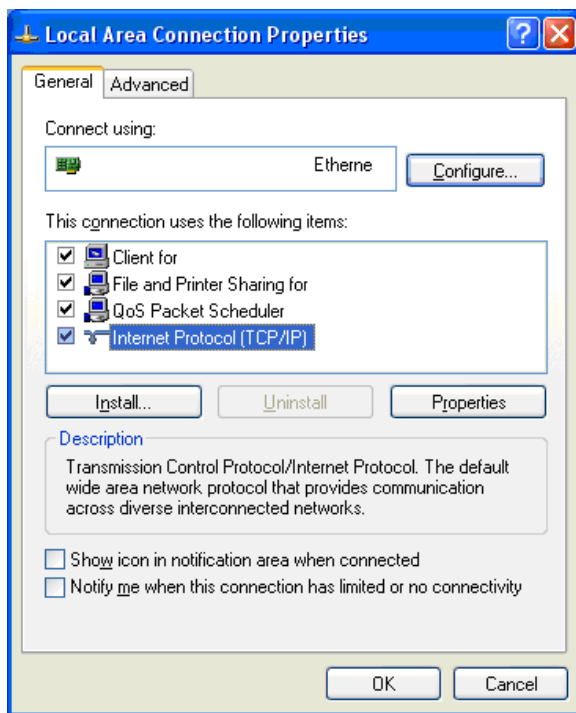 Local Area Connection Properties
General Advanced
Connect using:
Etherne Configure...
This connection uses the following items:
Client for
File and Printer Sharing for
QoS Packet Scheduler
Internet Protocol (TCP/IP)
Install... Uninstall Properties
Description
Transmission Control Protocol/Internet Protocol. The default
wide area network protocol that provides communication
across diverse interconnected networks.
Show icon in notification area when connected
Notify me when this connection has limited or no connectivity
OK Cancel